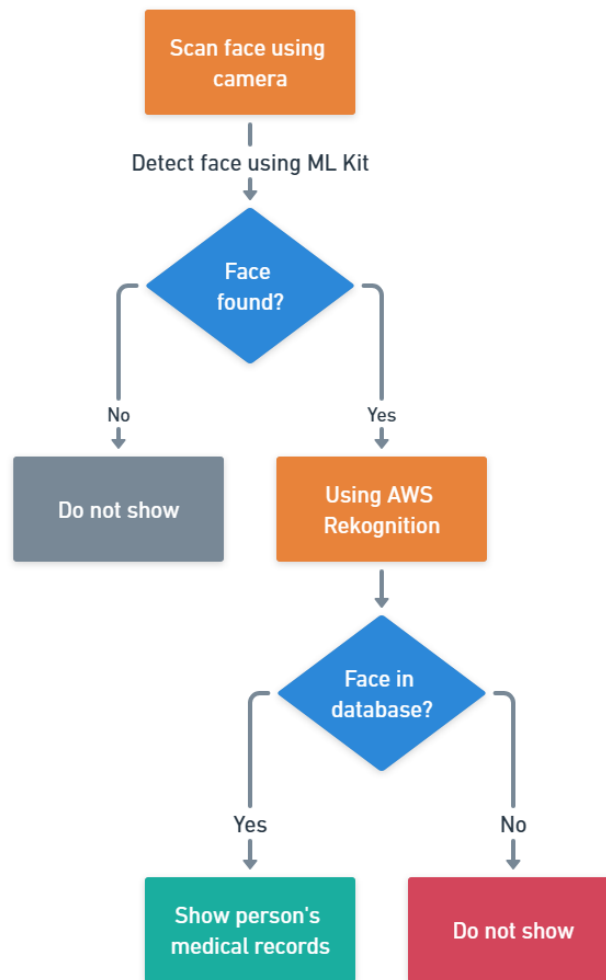 Scan face using
camera
Detect face using ML Kit
Face
found?
No
Yes
Do not show
Using AWS
Rekognition
Face in
database?
Yes
No
Show person's
medical records
Do not show